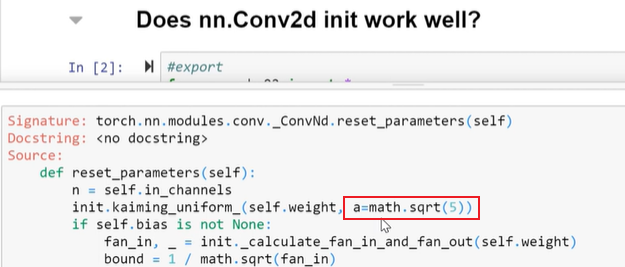 Does nn.Conv2d init work well?
In [2]: #export
Signature: torch.nn.modules.conv._ConvNd.reset_parameters(self)
Docstring: <no docstring>
Source:
def reset_parameters(self):
n = self.in_channels
init.kaiming_uniform_(self.weight, a=math.sqrt(5))
if self.bias is not None:
fan_in, _ = init._calculate_fan_in_and_fan_out(self.weight)
bound = 1 / math.sqrt(fan_in)